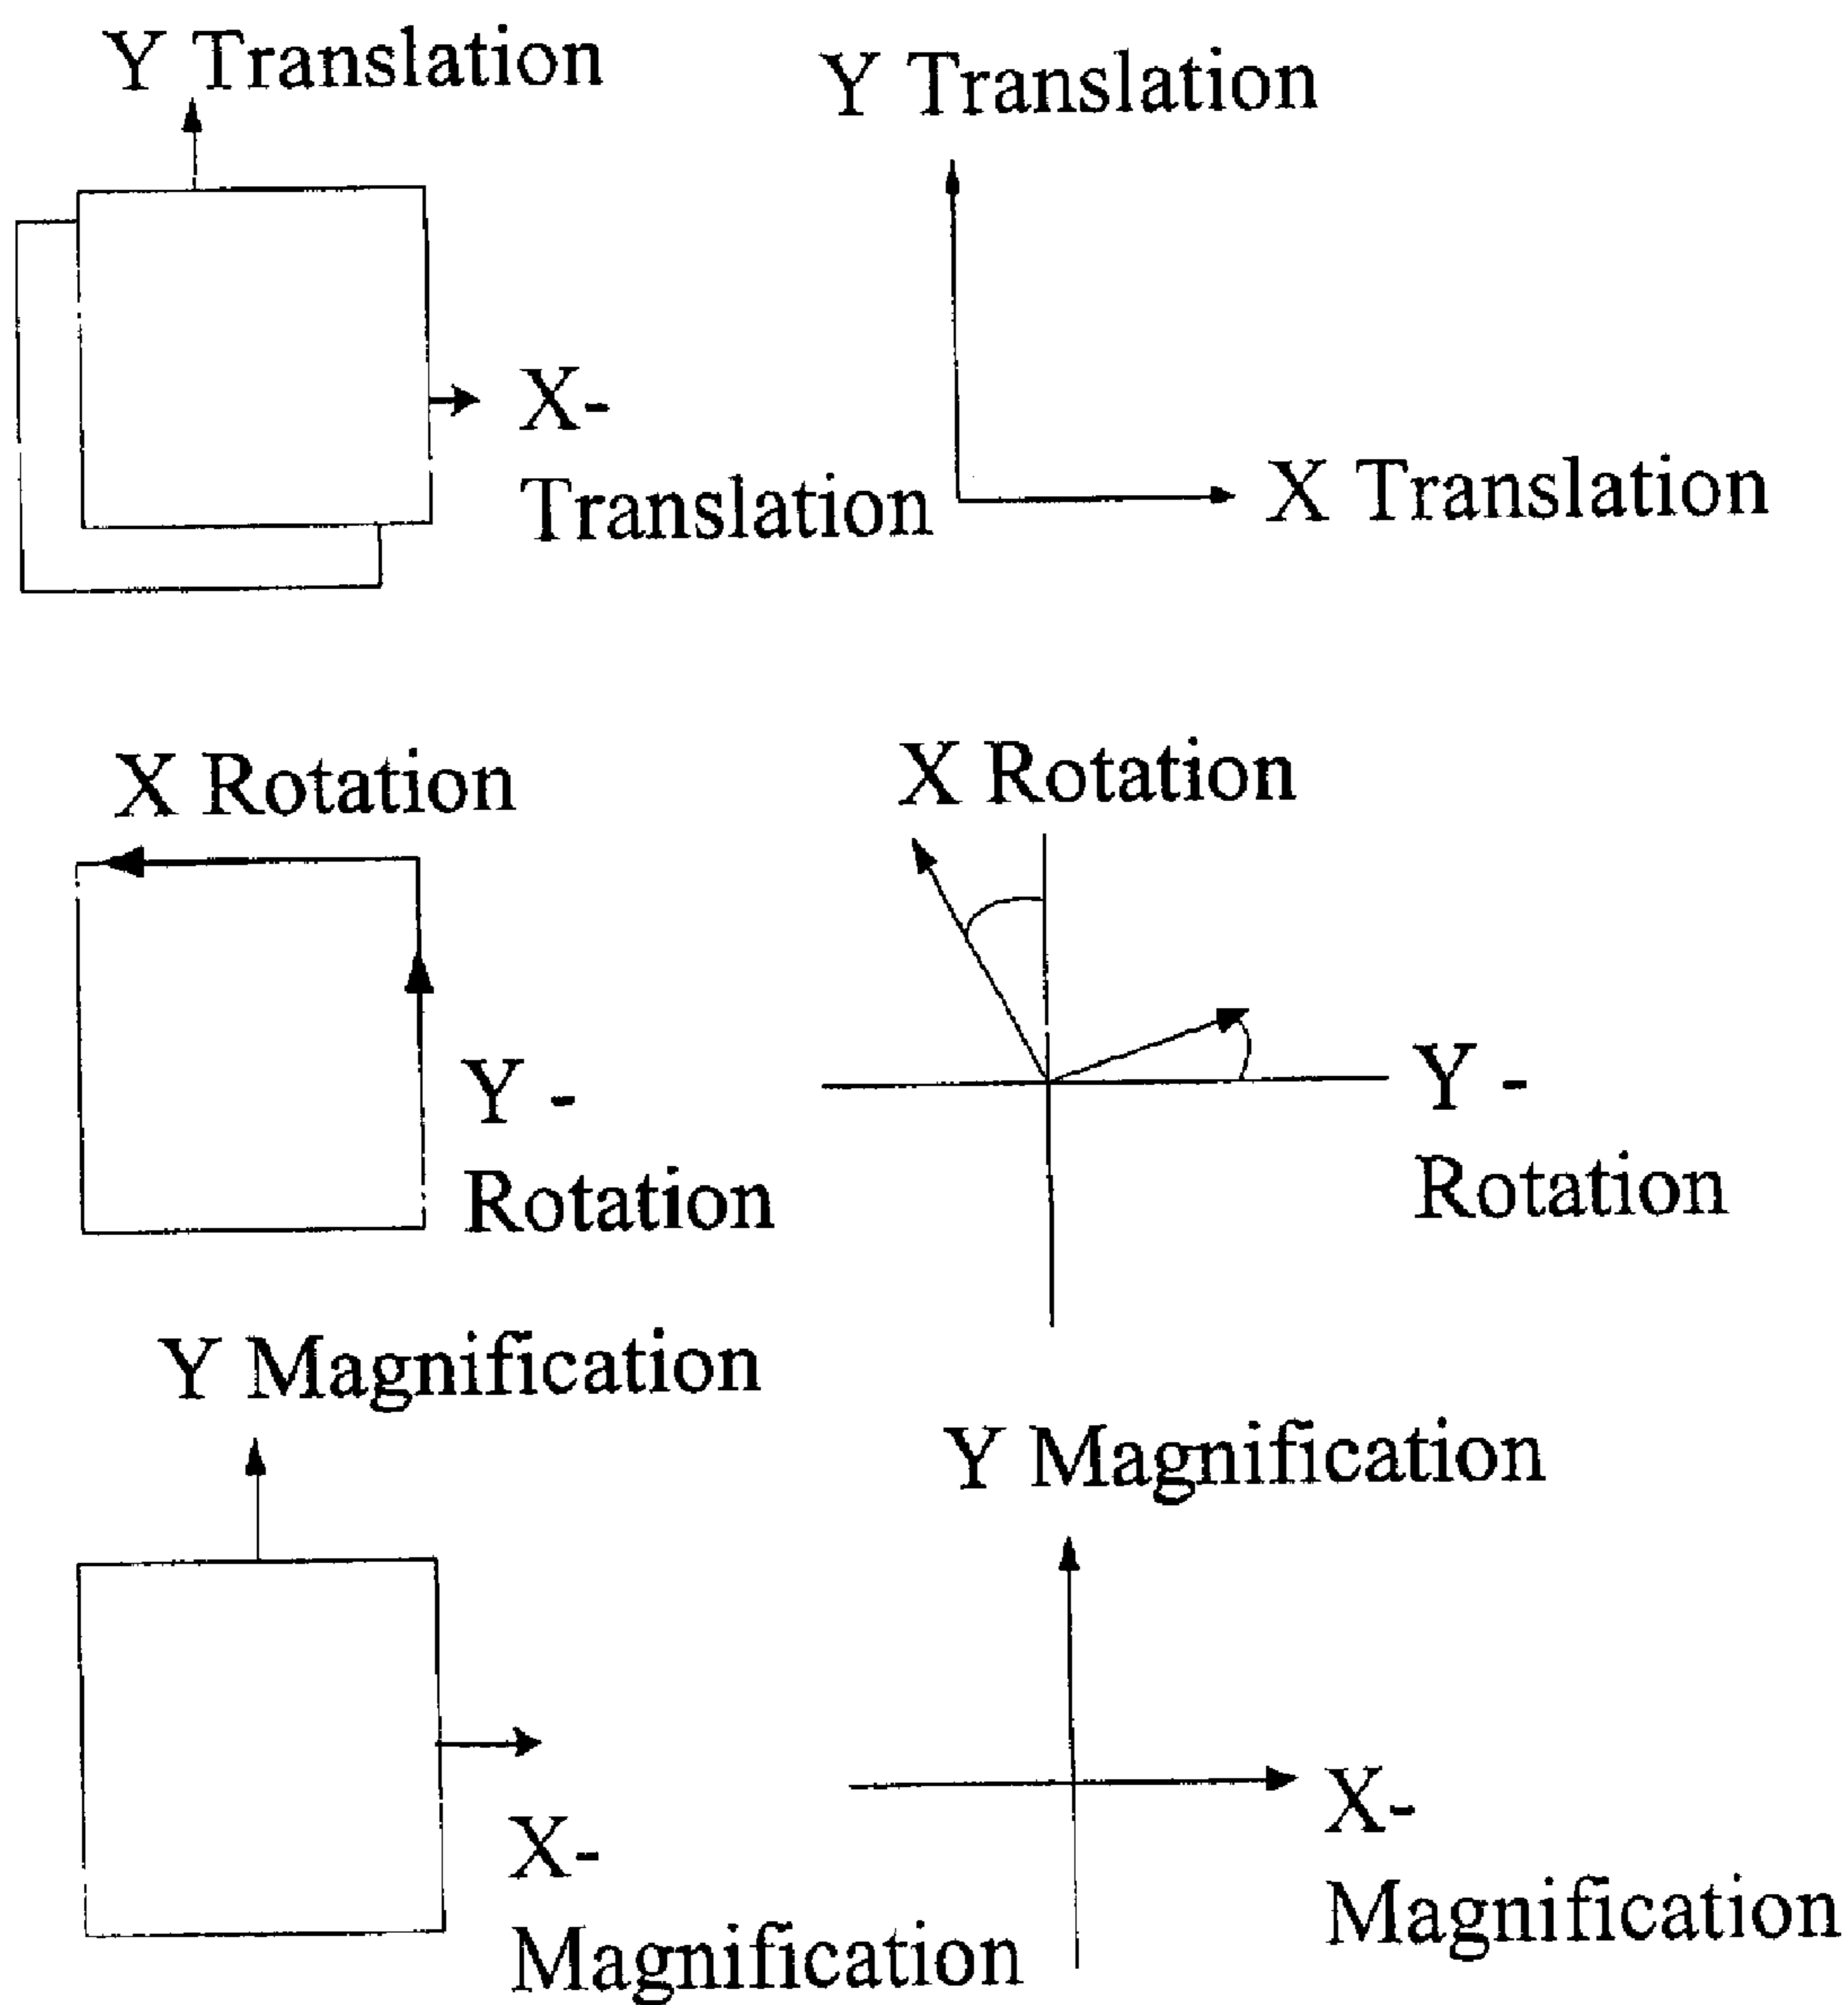 Y Translation
Y Translation
X-
Translation
X Translation
X Rotation
X Rotation
Y -
Rotation
Y -
Rotation
Y Magnification
Y Magnification
X-
Magnification
X-
Magnification